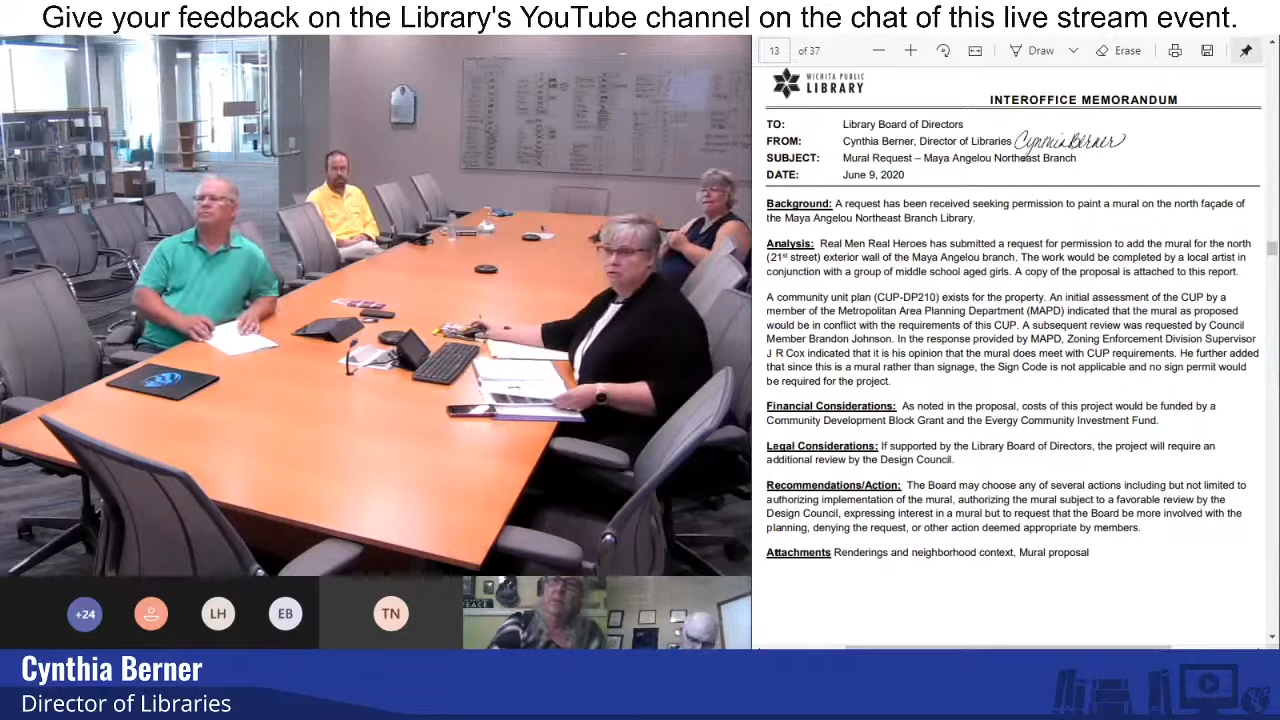 Give your feedback on the Library's YouTube channel on the chat of this live stream event.
13 of 37
Draw
Erase
WICHITA PUBLIC
LIBRARY
INTEROFFICE MEMORANDUM
TO: Library Board of Directors
FROM: Cynthia Berner, Director of Libraries Cynthia Berner
SUBJECT: Mural Request – Maya Angelou Northeast Branch
DATE: June 9, 2020
Background: A request has been received seeking permission to paint a mural on the north façade of
the Maya Angelou Northeast Branch Library.
Analysis: Real Men Real Heroes has submitted a request for permission to add the mural for the north
(21st street) exterior wall of the Maya Angelou branch. The work would be completed by a local artist in
conjunction with a group of middle school aged girls. A copy of the proposal is attached to this report.
A community unit plan (CUP-DP210) exists for the property. An initial assessment of the CUP by a
member of the Metropolitan Area Planning Department (MAPD) indicated that the mural as proposed
would be in conflict with the requirements of this CUP. A subsequent review was requested by Council
Member Brandon Johnson. In the response provided by MAPD, Zoning Enforcement Division Supervisor
J R Cox indicated that it is his opinion that the mural does meet with CUP requirements. He further added
that since this is a mural rather than signage, the Sign Code is not applicable and no sign permit would
be required for the project.
Financial Considerations: As noted in the proposal, costs of this project would be funded by a
Community Development Block Grant and the Evergy Community Investment Fund.
Legal Considerations: If supported by the Library Board of Directors, the project will require an
additional review by the Design Council.
Recommendations/Action: The Board may choose any of several actions including but not limited to
authorizing implementation of the mural, authorizing the mural subject to a favorable review by the
Design Council, expressing interest in a mural but to request that the Board be more involved with the
planning, denying the request, or other action deemed appropriate by members.
Attachments Renderings and neighborhood context, Mural proposal
+24
LH
EB
TN
PEACE
Cynthia Berner
Director of Libraries